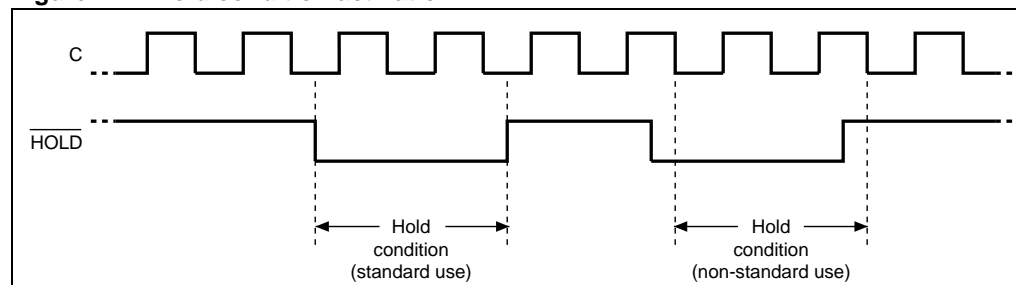 C
HOLD
Hold
condition
(standard use)
Hold
condition
(non-standard use)